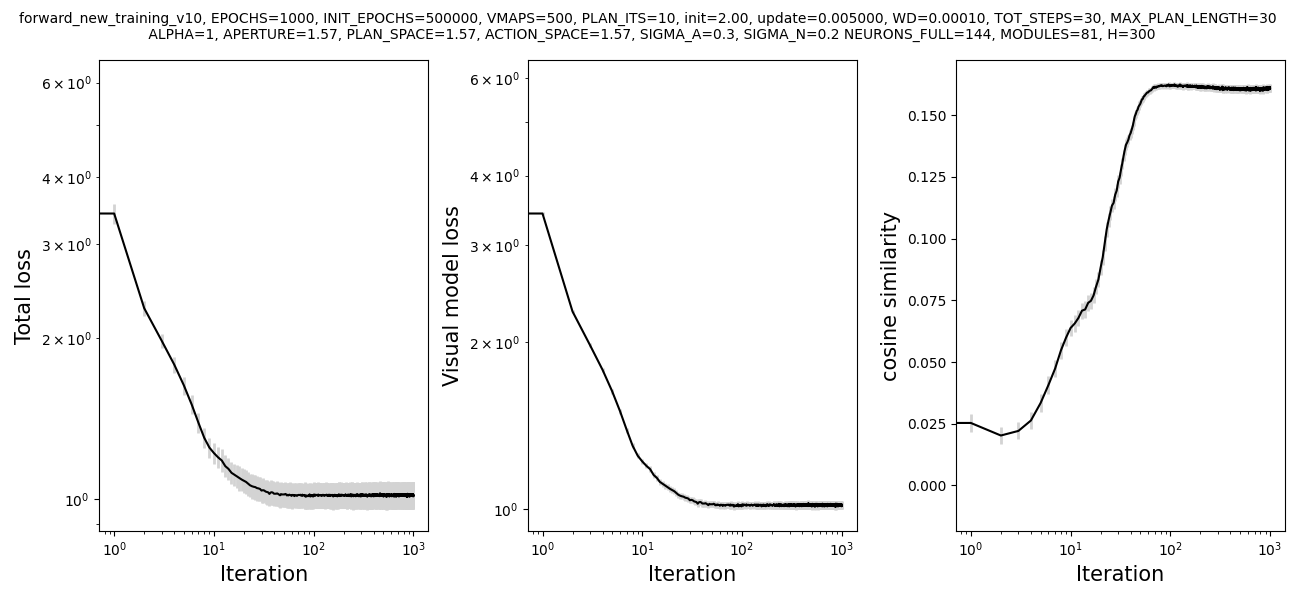 forward_new_training_v10, EPOCHS=1000, INIT_EPOCHS=500000, VMAPS=500, PLAN_ITS=10, init=2.00, update=0.005000, WD=0.00010, TOT_STEPS=30, MAX_PLAN_LENGTH=30
ALPHA=1, APERTURE=1.57, PLAN_SPACE=1.57, ACTION_SPACE=1.57, SIGMA_A=0.3, SIGMA_N=0.2 NEURONS_FULL=144, MODULES=81, H=300
Total loss
6 × 10⁰
4 × 10⁰
3 × 10⁰
2 × 10⁰
10⁰
10⁰ 10¹ 10² 10³
Iteration
Visual model loss
6 × 10⁰
4 × 10⁰
3 × 10⁰
2 × 10⁰
10⁰
10⁰ 10¹ 10² 10³
Iteration
cosine similarity
0.150
0.125
0.100
0.075
0.050
0.025
0.000
10⁰ 10¹ 10² 10³
Iteration